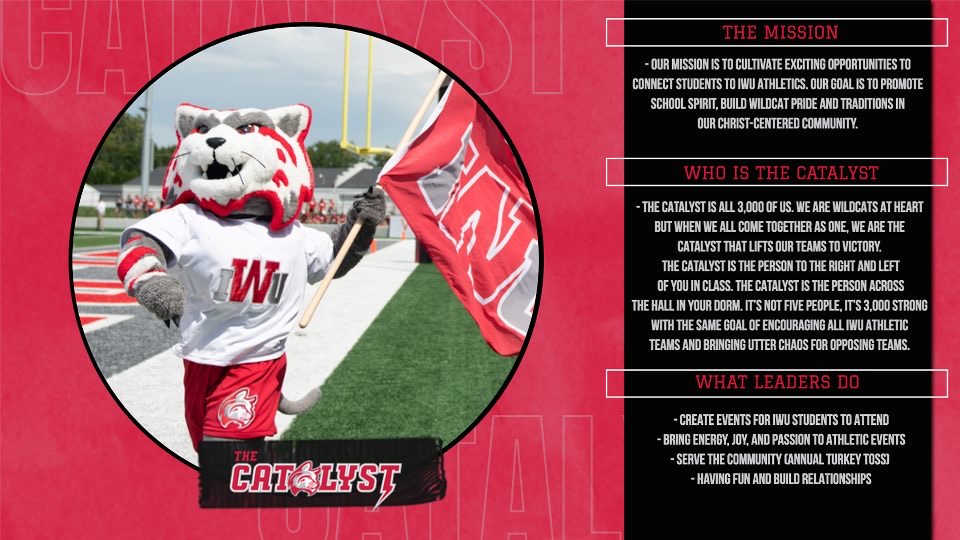 CATALYST
IWU
IWU
THE
CATALYST
CATAL
THE MISSION
- OUR MISSION IS TO CULTIVATE EXCITING OPPORTUNITIES TO
CONNECT STUDENTS TO IWU ATHLETICS. OUR GOAL IS TO PROMOTE
SCHOOL SPIRIT, BUILD WILDCAT PRIDE AND TRADITIONS IN
OUR CHRIST-CENTERED COMMUNITY.
WHO IS THE CATALYST
- THE CATALYST IS ALL 3,000 OF US. WE ARE WILDCATS AT HEART
BUT WHEN WE ALL COME TOGETHER AS ONE, WE ARE THE
CATALYST THAT LIFTS OUR TEAMS TO VICTORY.
THE CATALYST IS THE PERSON TO THE RIGHT AND LEFT
OF YOU IN CLASS. THE CATALYST IS THE PERSON ACROSS
THE HALL IN YOUR DORM. IT'S NOT FIVE PEOPLE, IT'S 3,000 STRONG
WITH THE SAME GOAL OF ENCOURAGING ALL IWU ATHLETIC
TEAMS AND BRINGING UTTER CHAOS FOR OPPOSING TEAMS.
WHAT LEADERS DO
- CREATE EVENTS FOR IWU STUDENTS TO ATTEND
- BRING ENERGY, JOY, AND PASSION TO ATHLETIC EVENTS
- SERVE THE COMMUNITY (ANNUAL TURKEY TOSS)
- HAVING FUN AND BUILD RELATIONSHIPS